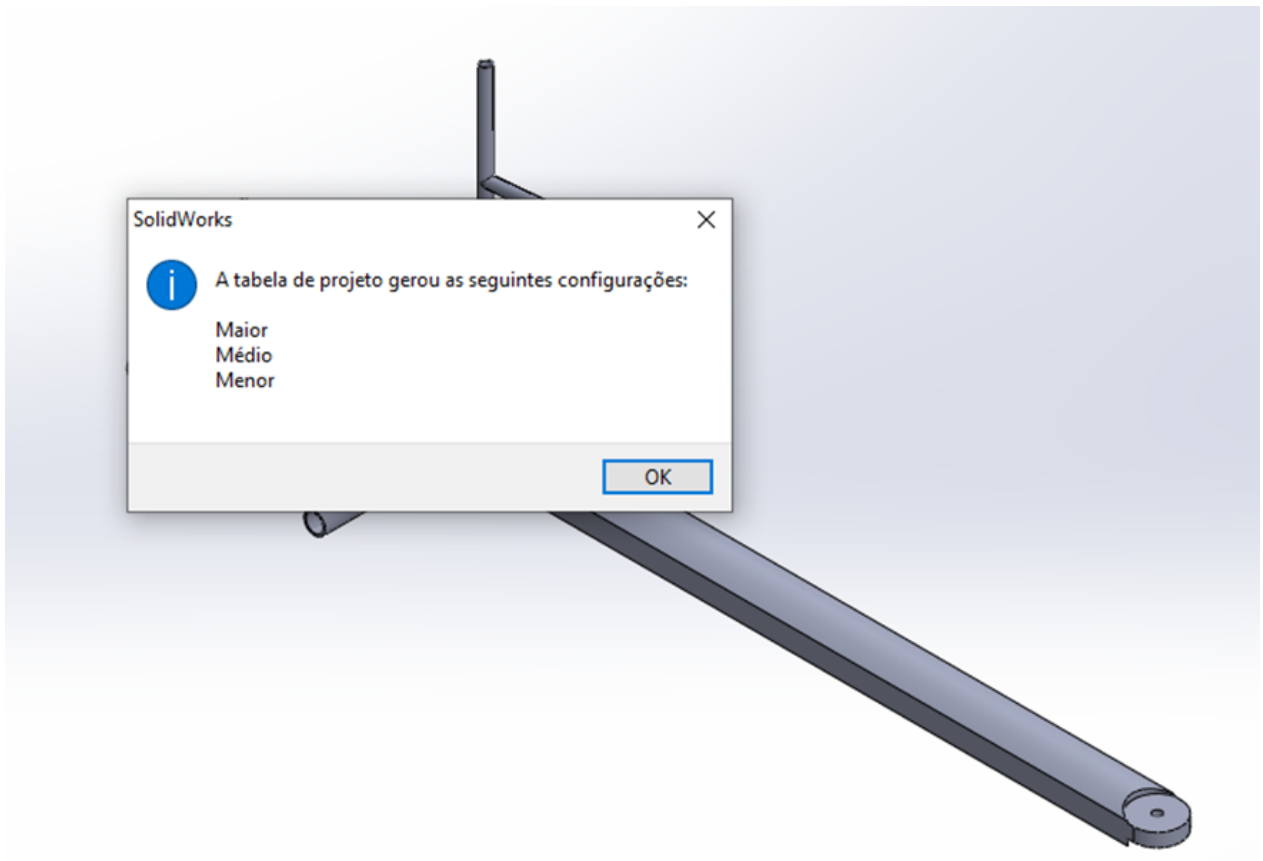 SolidWorks
A tabela de projeto gerou as seguintes configurações:
Maior
Médio
Menor
OK